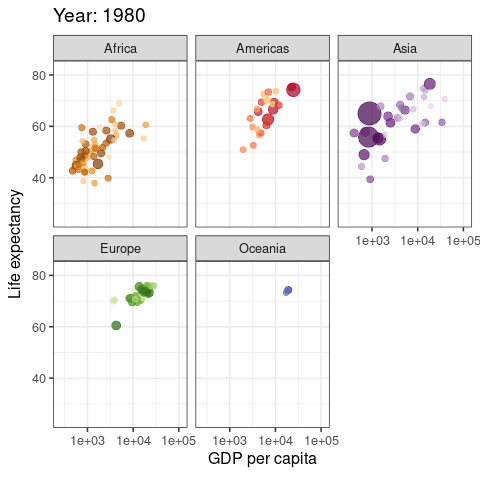 Year: 1980
Africa
Americas
Asia
80
60
40
1e+03 1e+04 1e+05
Europe
Oceania
80
60
40
1e+03 1e+04 1e+05
1e+03 1e+04 1e+05
Life expectancy
GDP per capita